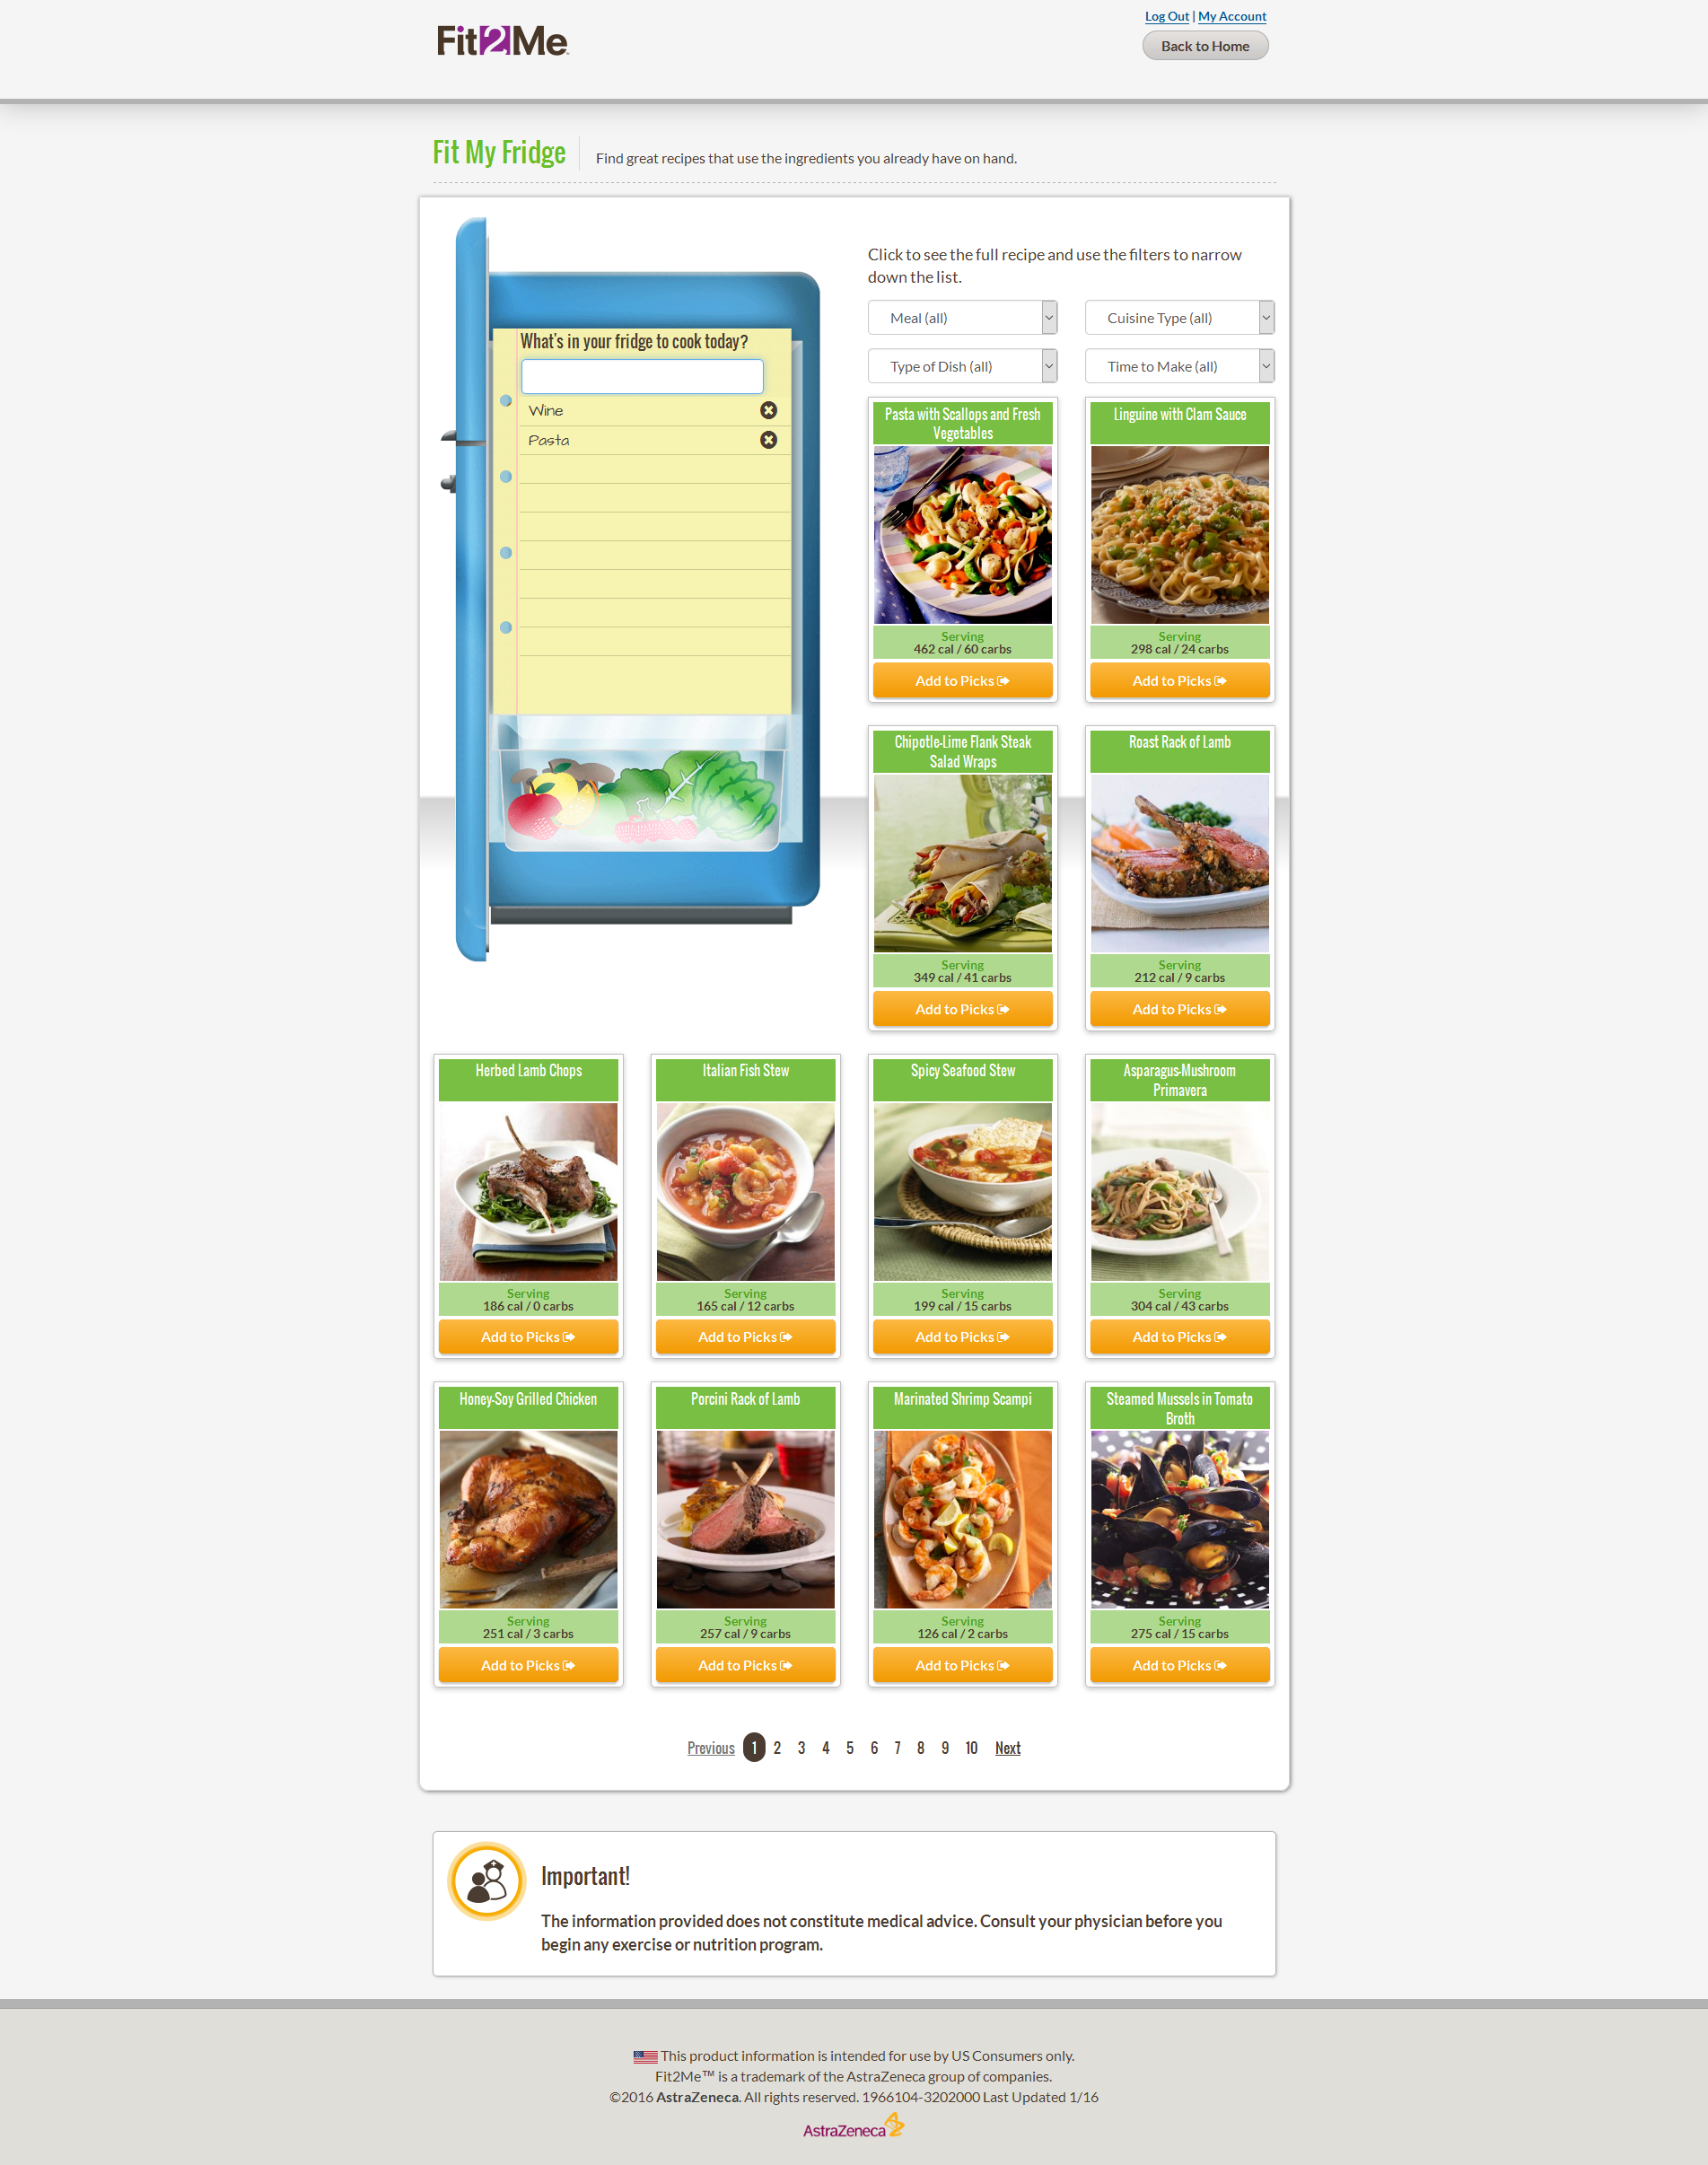 Fit2Me
Log Out | My Account
Back to Home
Fit My Fridge
Find great recipes that use the ingredients you already have on hand.
What's in your fridge to cook today?
Wine
Pasta
Click to see the full recipe and use the filters to narrow
down the list.
Meal (all)
Cuisine Type (all)
Type of Dish (all)
Time to Make (all)
Pasta with Scallops and Fresh
Vegetables
Serving
462 cal / 60 carbs
Add to Picks
Linguine with Clam Sauce
Serving
298 cal / 24 carbs
Add to Picks
Chipotle-Lime Flank Steak
Salad Wraps
Serving
349 cal / 41 carbs
Add to Picks
Roast Rack of Lamb
Serving
212 cal / 9 carbs
Add to Picks
Herbed Lamb Chops
Serving
186 cal / 0 carbs
Add to Picks
Italian Fish Stew
Serving
165 cal / 12 carbs
Add to Picks
Spicy Seafood Stew
Serving
199 cal / 15 carbs
Add to Picks
Asparagus-Mushroom
Primavera
Serving
304 cal / 43 carbs
Add to Picks
Honey-Soy Grilled Chicken
Serving
251 cal / 3 carbs
Add to Picks
Porcini Rack of Lamb
Serving
257 cal / 9 carbs
Add to Picks
Marinated Shrimp Scampi
Serving
126 cal / 2 carbs
Add to Picks
Steamed Mussels in Tomato
Broth
Serving
275 cal / 15 carbs
Add to Picks
Previous 1 2 3 4 5 6 7 8 9 10 Next
Important!
The information provided does not constitute medical advice. Consult your physician before you
begin any exercise or nutrition program.
This product information is intended for use by US Consumers only.
Fit2Me™ is a trademark of the AstraZeneca group of companies.
©2016 AstraZeneca. All rights reserved. 1966104-3202000 Last Updated 1/16
AstraZeneca